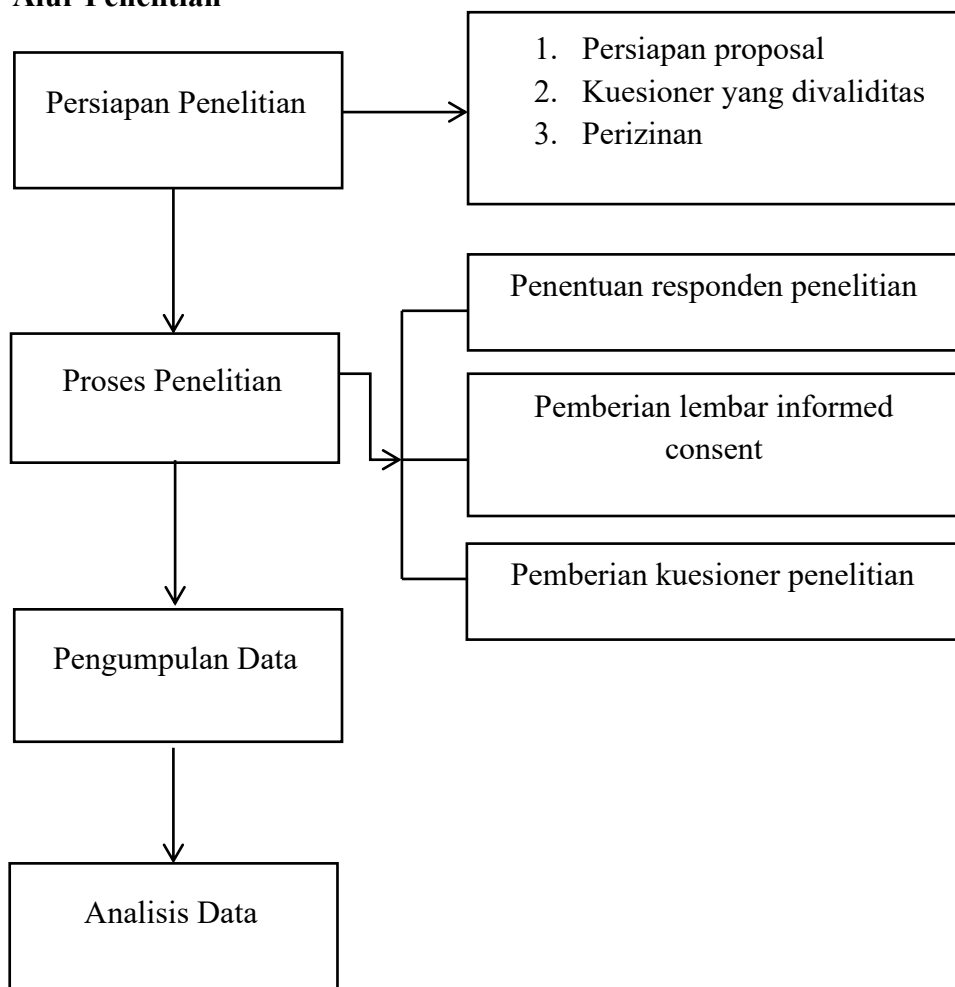 Alur Penelitian
Persiapan Penelitian
1. Persiapan proposal
2. Kuesioner yang divaliditas
3. Perizinan
Proses Penelitian
Penentuan responden penelitian
Pemberian lembar informed
consent
Pemberian kuesioner penelitian
Pengumpulan Data
Analisis Data